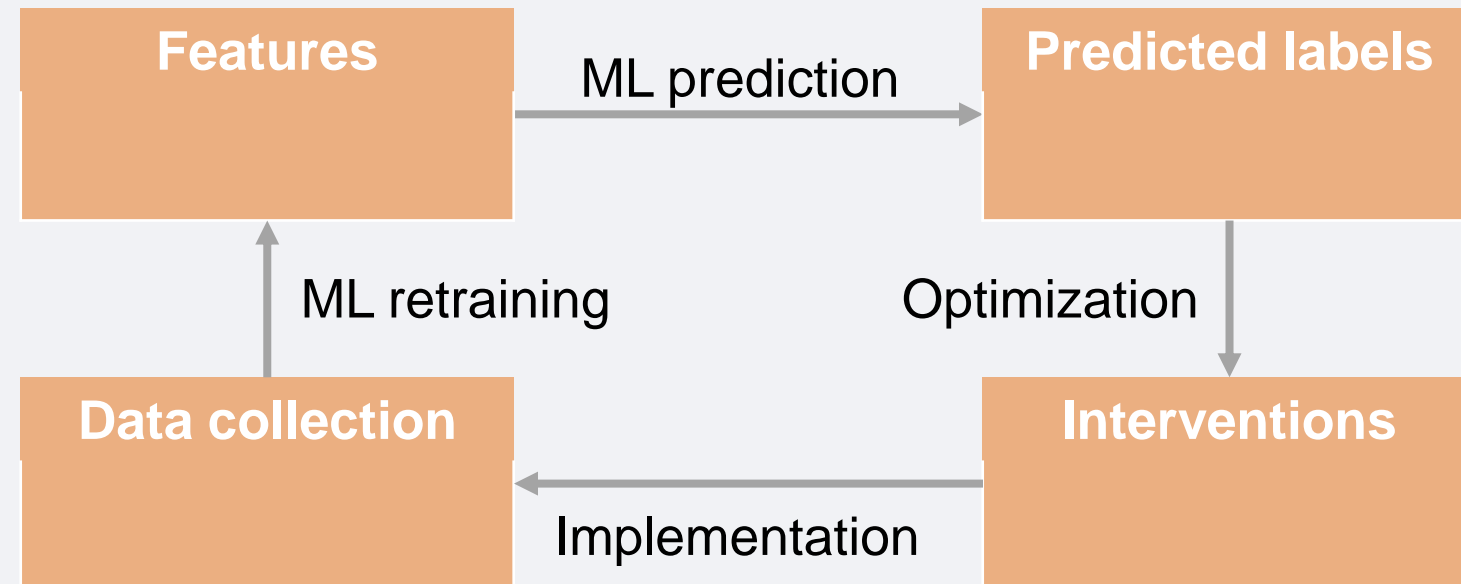 Features
ML prediction
Predicted labels
ML retraining
Optimization
Data collection
Interventions
Implementation